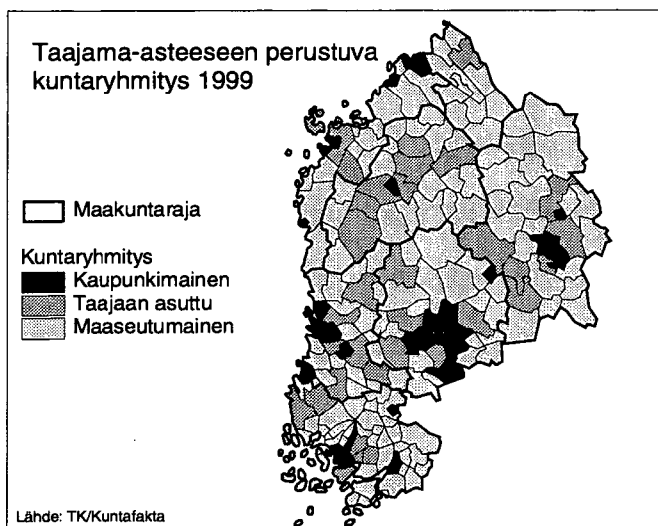 Taajama-asteeseen perustuva
kuntaryhmitys 1999
Maakuntaraja
Kuntaryhmitys
Kaupunkimainen
Taajaan asuttu
Maaseutumainen
Lähde: TK/Kuntafakta